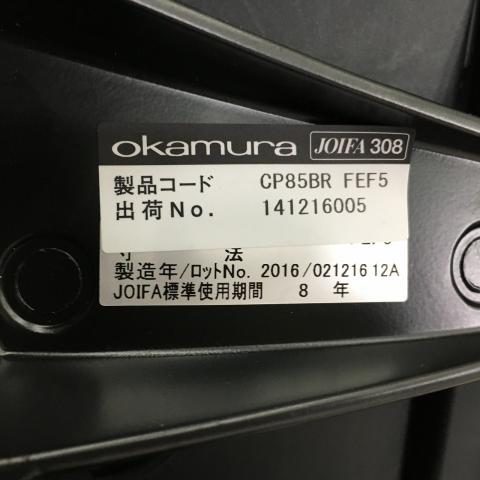 okamura JOIFA 308
製品コード CP85BR FEF5
出荷No. 141216005
寸 法
製造年/ロットNo. 2016/021216 12A
JOIFA標準使用期間 8 年